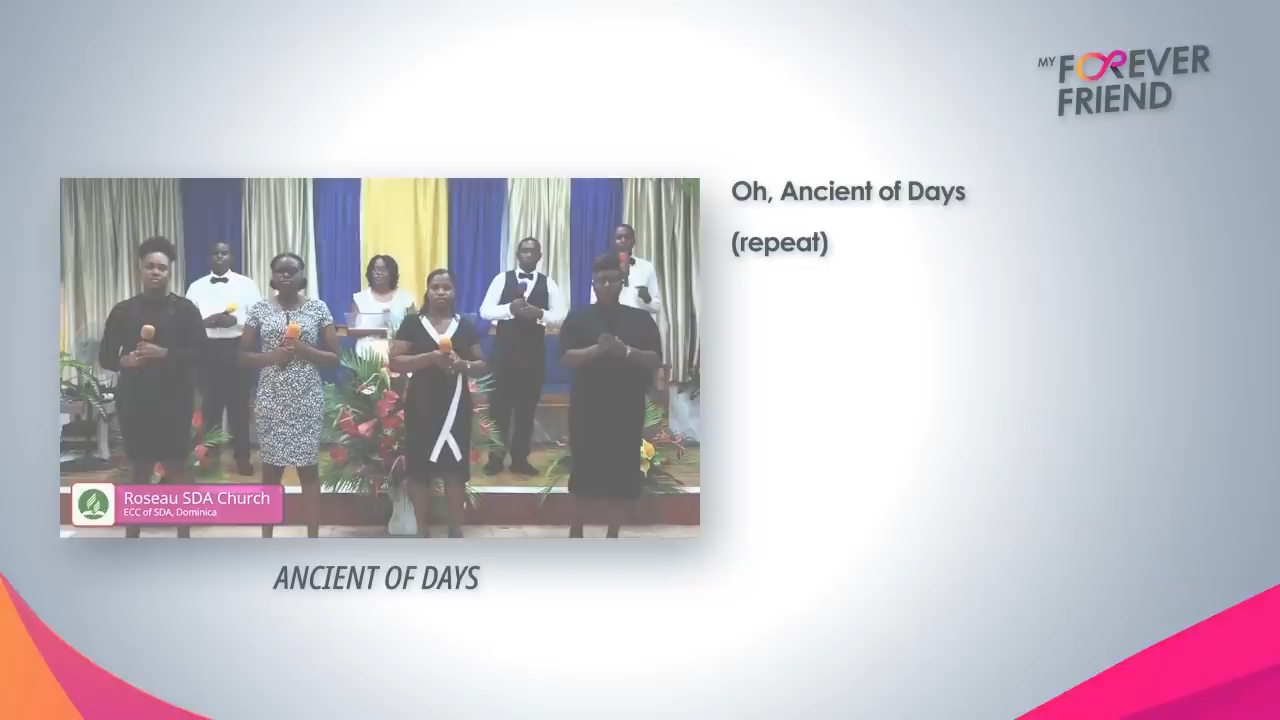 MY FOREVER
FRIEND
Oh, Ancient of Days
(repeat)
Roseau SDA Church
ECC of SDA, Dominica
ANCIENT OF DAYS